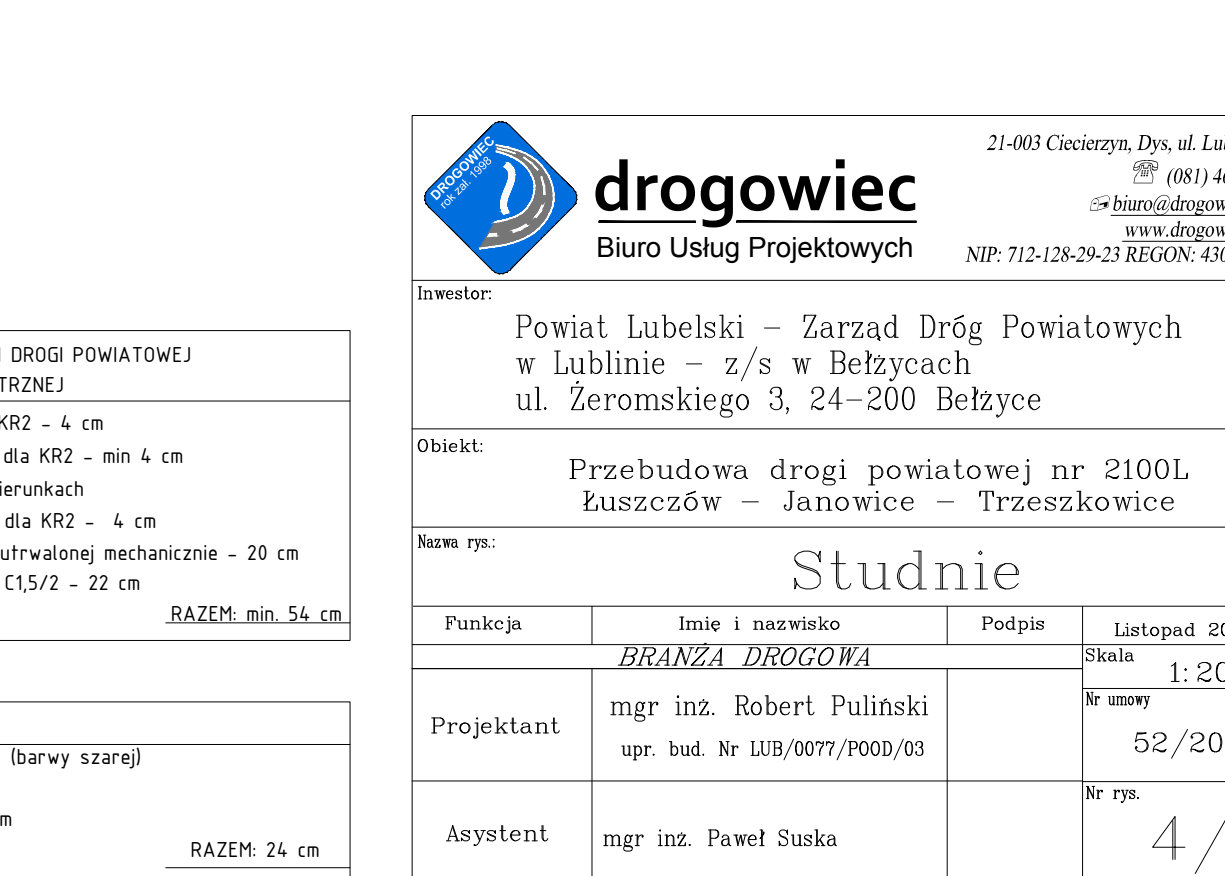 DROGI POWIATOWEJ
TRZNEJ
KR2 - 4 cm
dla KR2 - min 4 cm
ierunkach
dla KR2 - 4 cm
utrwalonej mechanicznie - 20 cm
C1,5/2 - 22 cm
RAZEM: min. 54 cm
(barwy szarej)
m
RAZEM: 24 cm
DROGOWIEC
rok zał. 1998
drogowiec
Biuro Usług Projektowych
21-003 Ciecierzyn, Dys, ul. Lu
(081) 4
biuro@drogow
www.drogow
NIP: 712-128-29-23 REGON: 430
Inwestor:
Powiat Lubelski – Zarząd Dróg Powiatowych
w Lublinie – z/s w Bełżycach
ul. Żeromskiego 3, 24–200 Bełżyce
Obiekt:
Przebudowa drogi powiatowej nr 2100L
Łuszczów – Janowice – Trzeszkowice
Nazwa rys.:
Studnie
Funkcja Imię i nazwisko Podpis Listopad 20
BRANŻA DROGOWA
Skala
1:20
Projektant
mgr inż. Robert Puliński
upr. bud. Nr LUB/0077/POOD/03
Nr umowy
52/20
Asystent
mgr inż. Paweł Suska
Nr rys.
4/